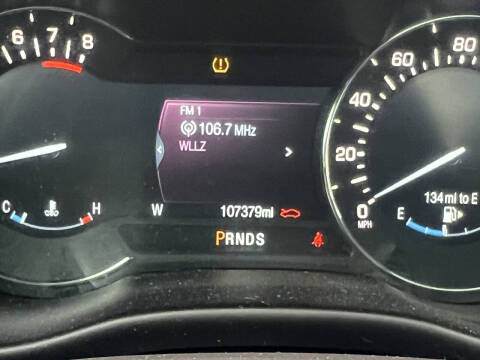 6 7 8
FM 1
106.7 MHz
WLLZ
>
C H
W 107379mi
PRNDS
0 20 40 60 80
MPH
134 mi to E
E